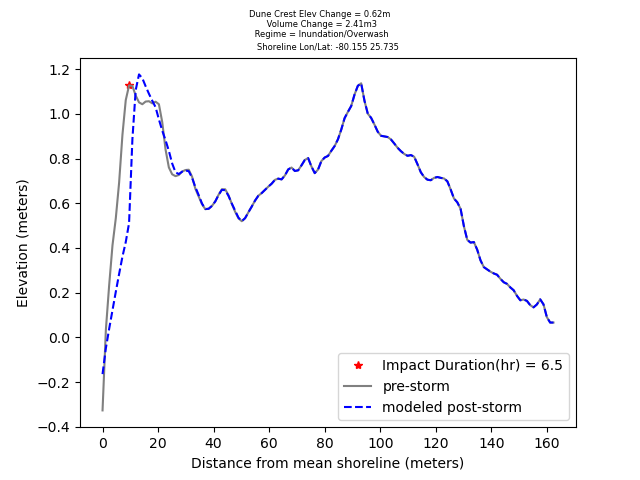 Dune Crest Elev Change = 0.62m
Volume Change = 2.41m3
Regime = Inundation/Overwash
Shoreline Lon/Lat: -80.155 25.735
1.2
1.0
0.8
0.6
0.4
0.2
0.0
−0.2
−0.4
Elevation (meters)
Impact Duration(hr) = 6.5
pre-storm
modeled post-storm
0 20 40 60 80 100 120 140 160
Distance from mean shoreline (meters)